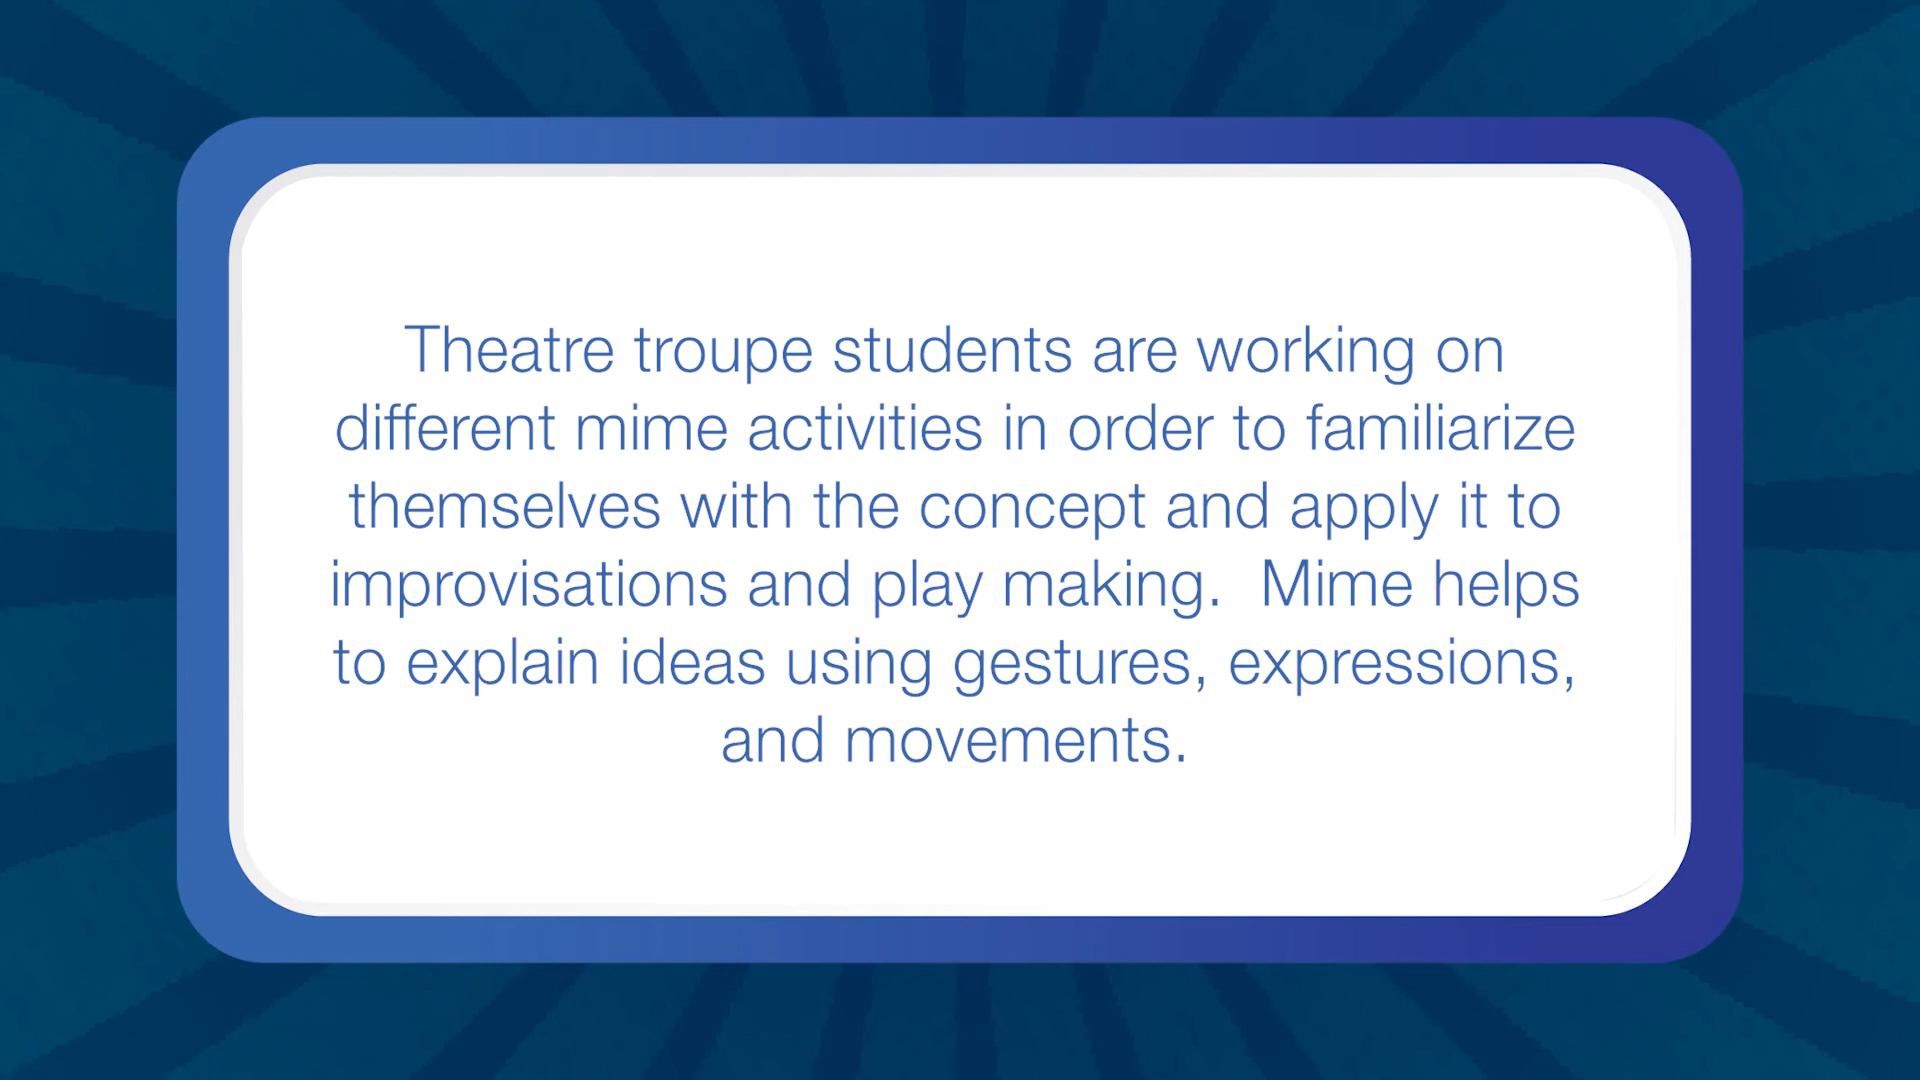 Theatre troupe students are working on
different mime activities in order to familiarize
themselves with the concept and apply it to
improvisations and play making.  Mime helps
to explain ideas using gestures, expressions,
and movements.